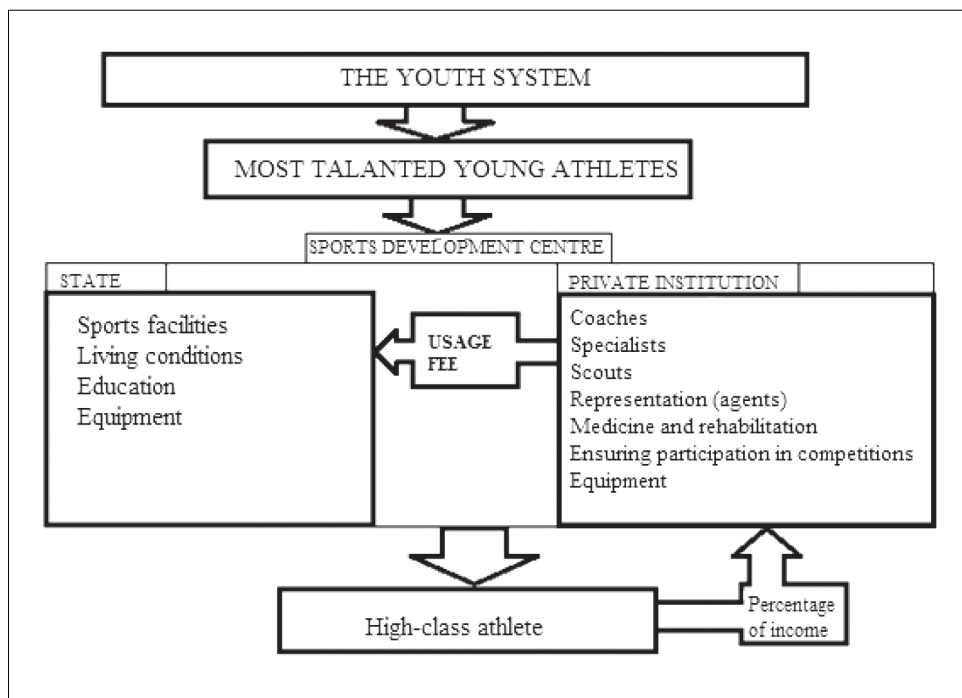 THE YOUTH SYSTEM
MOST TALANTED YOUNG ATHLETES
SPORTS DEVELOPMENT CENTRE
STATE
Sports facilities
Living conditions
Education
Equipment
USAGE
FEE
PRIVATE INSTITUTION
Coaches
Specialists
Scouts
Representation (agents)
Medicine and rehabilitation
Ensuring participation in competitions
Equipment
High-class athlete
Percentage
of income